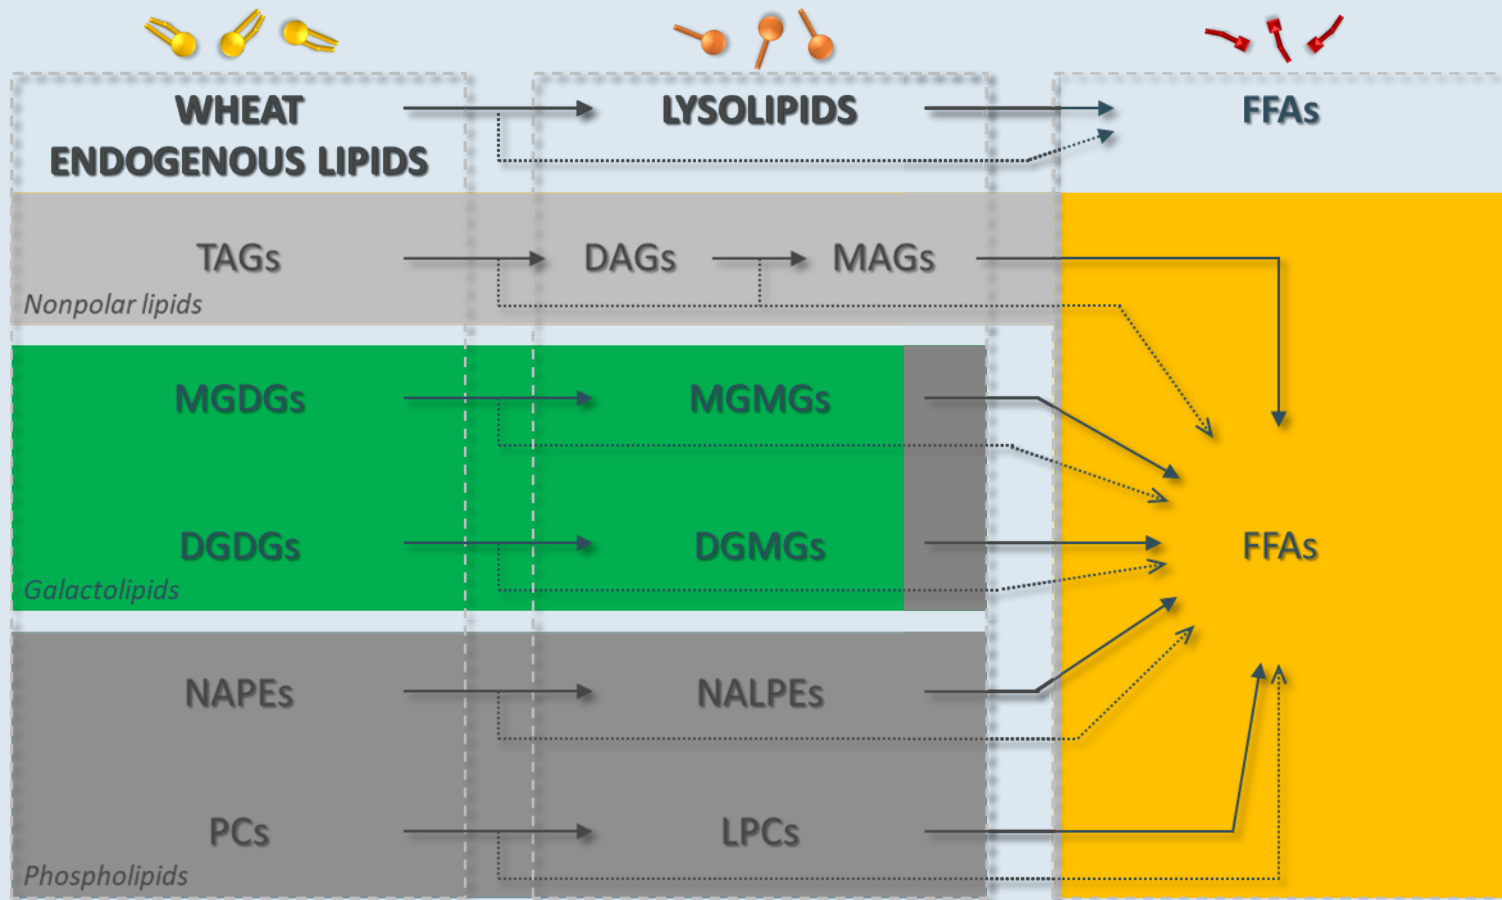 WHEAT
ENDOGENOUS LIPIDS
LYSOLIPIDS
FFAs
TAGs
DAGs
MAGs
Nonpolar lipids
MGDGs
MGMGs
DGDGs
DGMGs
FFAs
Galactolipids
NAPEs
NALPEs
PCs
LPCs
Phospholipids